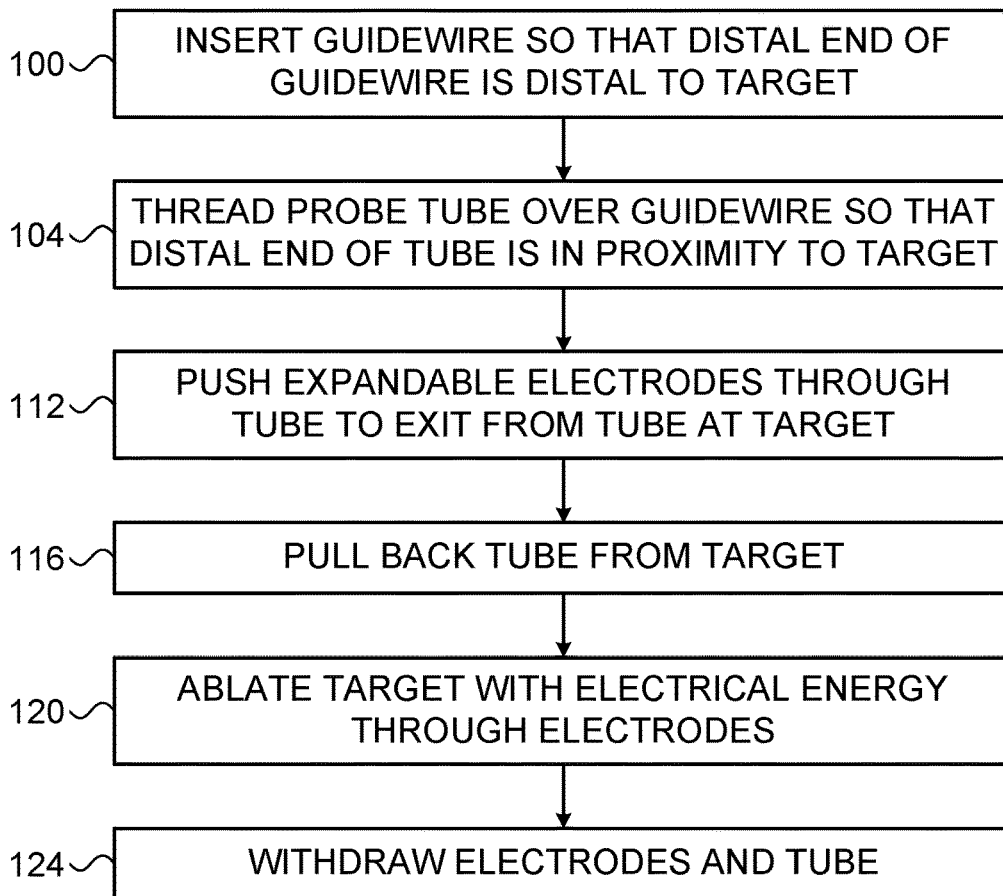 100
INSERT GUIDEWIRE SO THAT DISTAL END OF
GUIDEWIRE IS DISTAL TO TARGET
104
THREAD PROBE TUBE OVER GUIDEWIRE SO THAT
DISTAL END OF TUBE IS IN PROXIMITY TO TARGET
112
PUSH EXPANDABLE ELECTRODES THROUGH
TUBE TO EXIT FROM TUBE AT TARGET
116
PULL BACK TUBE FROM TARGET
120
ABLATE TARGET WITH ELECTRICAL ENERGY
THROUGH ELECTRODES
124
WITHDRAW ELECTRODES AND TUBE